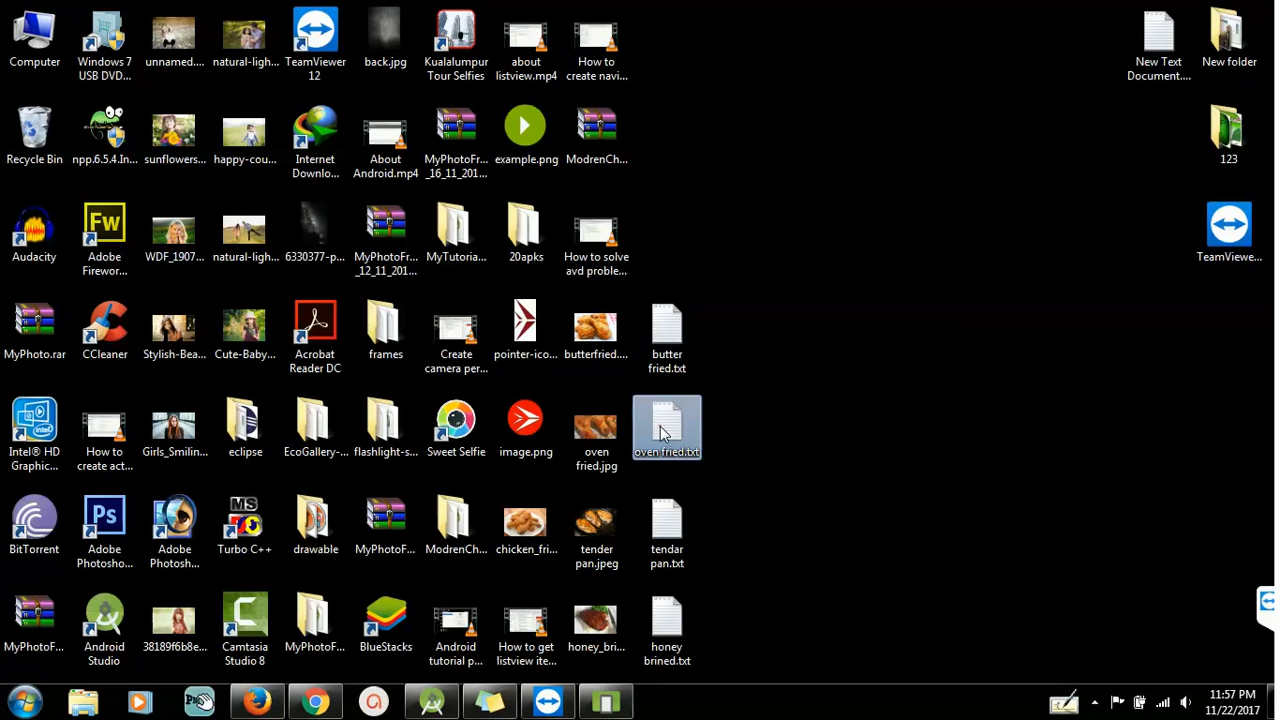 Computer
Windows 7
USB DVD...
unnamed....
natural-ligh...
TeamViewer
12
back.jpg
Kualalumpur
Tour Selfies
about
listview.mp4
How to
create navi...
New Text
Document....
New folder
Recycle Bin
npp.6.5.4.In...
sunflowers...
happy-cou...
Internet
Downlo...
About
Android.mp4
MyPhotoFr...
_16_11_201...
example.png
ModrenCh...
123
Audacity
Fw
Adobe
Firewor...
WDF_1907...
natural-ligh...
6330377-p...
MyPhotoFr...
_12_11_201...
MyTutoria...
20apks
How to solve
avd proble...
TeamViewe...
MyPhoto.rar
CCleaner
Stylish-Bea...
Cute-Baby...
Acrobat
Reader DC
frames
Create
camera per...
pointer-ico...
butterfried....
butter
fried.txt
intel
Intel® HD
Graphic...
How to
create act...
Girls_Smilin...
eclipse
EcoGallery-...
flashlight-s...
Sweet Selfie
image.png
oven
fried.jpg
oven fried.txt
BitTorrent
Ps
Adobe
Photosho...
Adobe
Photosh...
MS
Turbo C++
drawable
MyPhotoF...
ModrenCh...
chicken_fri...
tender
pan.jpeg
tendar
pan.txt
MyPhotoF...
Android
Studio
38189f6b8e...
C
Camtasia
Studio 8
MyPhotoF...
BlueStacks
Android
tutorial p...
How to get
listview ite...
honey_bri...
honey
brined.txt
11:57 PM
11/22/2017